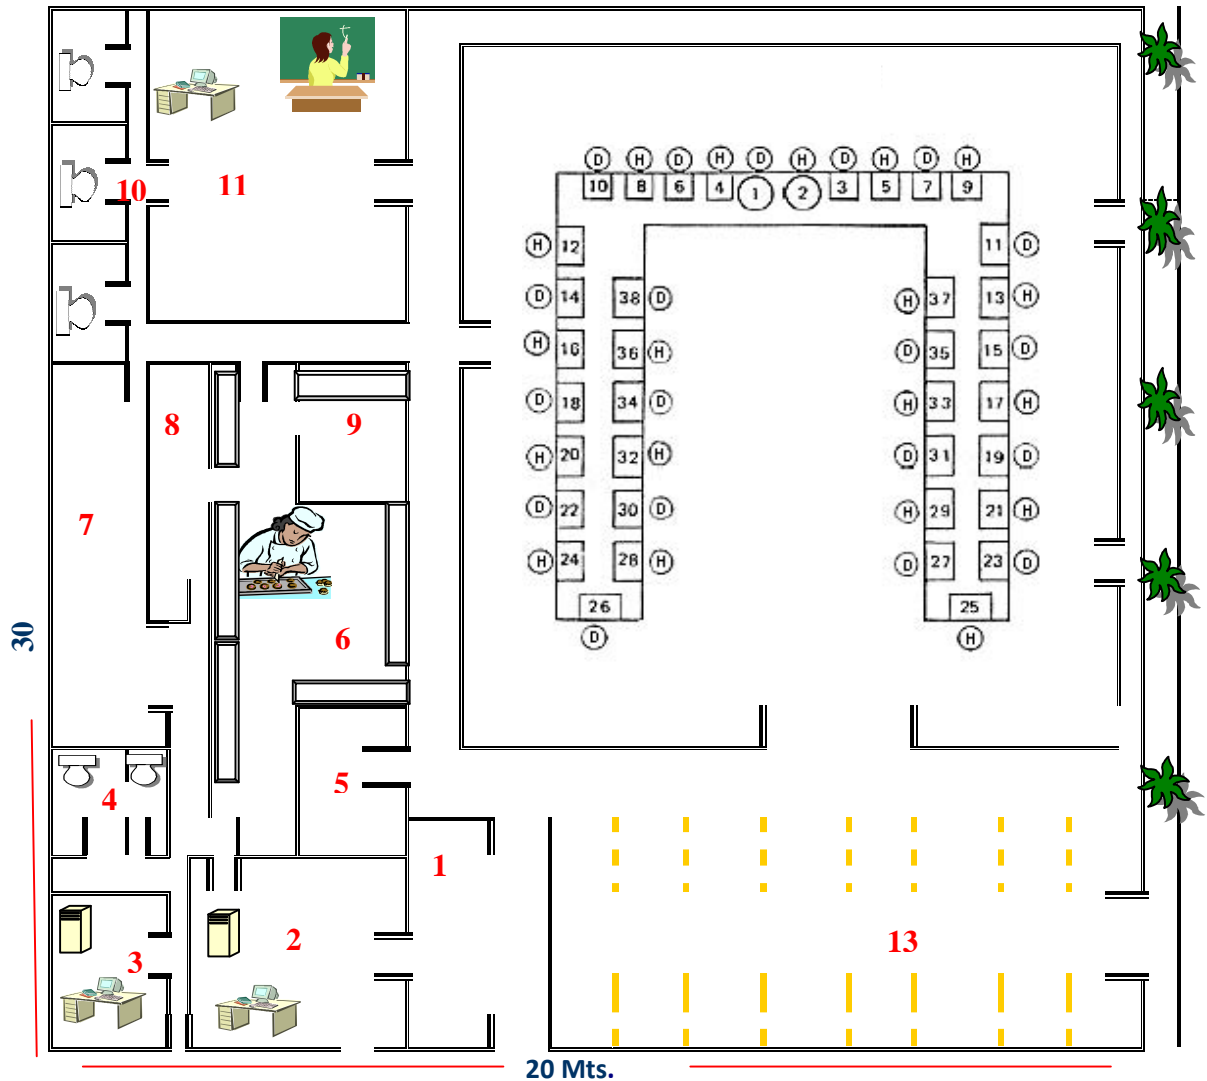 D H D H D H D H D H
10 8 6 4 1 2 3 5 7 9
10 11
H 12 11 D
D 14 38 D H 37 13 H
H 16 36 H D 35 15 D
D 18 34 D H 33 17 H
8 9
H 20 32 H D 31 19 D
7
D 22 30 D H 29 21 H
H 24 28 H D 27 23 D
26 25
D H
30
6
5
4
1
2 13
3
20 Mts.